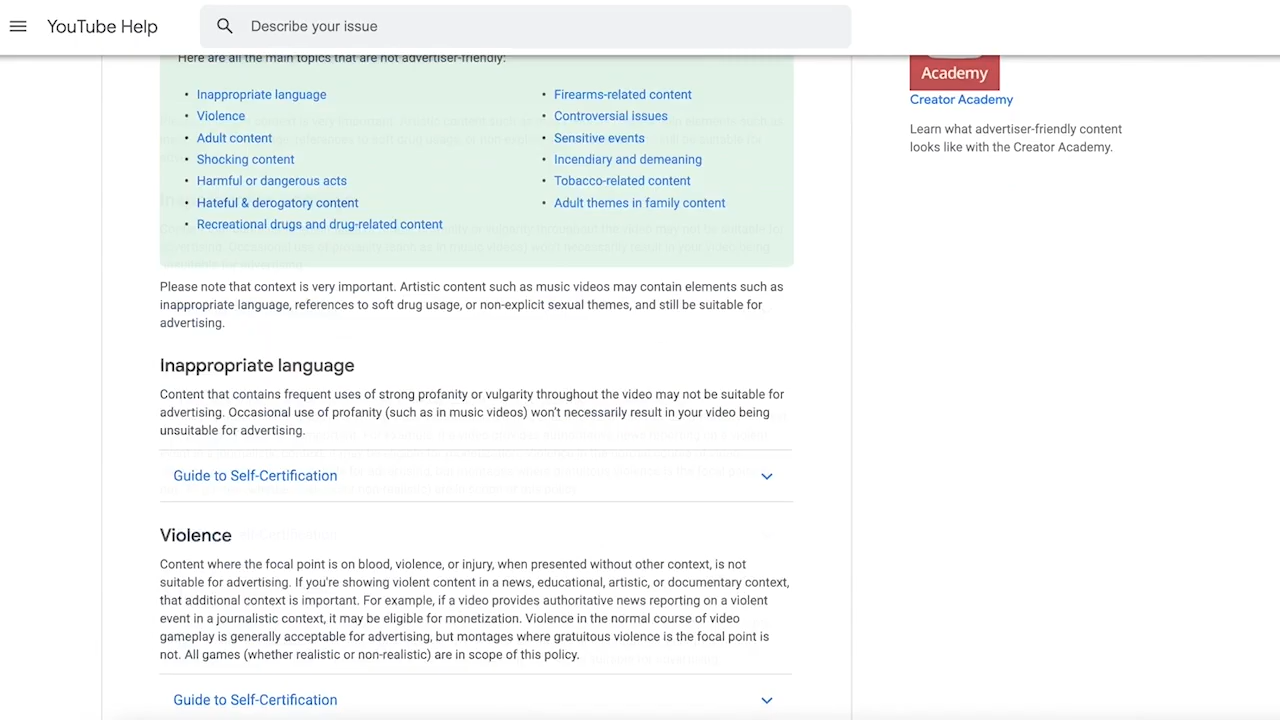 YouTube Help
Describe your issue
Here are all the main topics that are not advertiser-friendly:
• Inappropriate language
• Violence
• Adult content
• Shocking content
• Harmful or dangerous acts
• Hateful & derogatory content
• Recreational drugs and drug-related content
• Firearms-related content
• Controversial issues
• Sensitive events
• Incendiary and demeaning
• Tobacco-related content
• Adult themes in family content
Please note that context is very important. Artistic content such as music videos may contain elements such as
inappropriate language, references to soft drug usage, or non-explicit sexual themes, and still be suitable for
advertising.
Inappropriate language
Content that contains frequent uses of strong profanity or vulgarity throughout the video may not be suitable for
advertising. Occasional use of profanity (such as in music videos) won't necessarily result in your video being
unsuitable for advertising.
Guide to Self-Certification
Violence
Content where the focal point is on blood, violence, or injury, when presented without other context, is not
suitable for advertising. If you're showing violent content in a news, educational, artistic, or documentary context,
that additional context is important. For example, if a video provides authoritative news reporting on a violent
event in a journalistic context, it may be eligible for monetization. Violence in the normal course of video
gameplay is generally acceptable for advertising, but montages where gratuitous violence is the focal point is
not. All games (whether realistic or non-realistic) are in scope of this policy.
Guide to Self-Certification
Academy
Creator Academy
Learn what advertiser-friendly content
looks like with the Creator Academy.